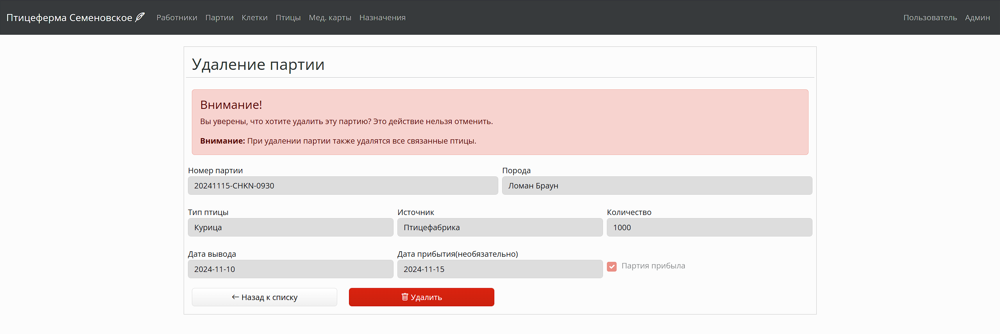 Птицеферма Семеновское Работники Партии Клетки Птицы Мед. карты Назначения Пользователь Админ
Удаление партии
Внимание!
Вы уверены, что хотите удалить эту партию? Это действие нельзя отменить.
Внимание: При удалении партии также удалятся все связанные птицы.
Номер партии Порода
20241115-CHKN-0930 Ломан Браун
Тип птицы Источник Количество
Курица Птицефабрика 1000
Дата вывода Дата прибытия(необязательно)
2024-11-10 2024-11-15 Партия прибыла
← Назад к списку Удалить